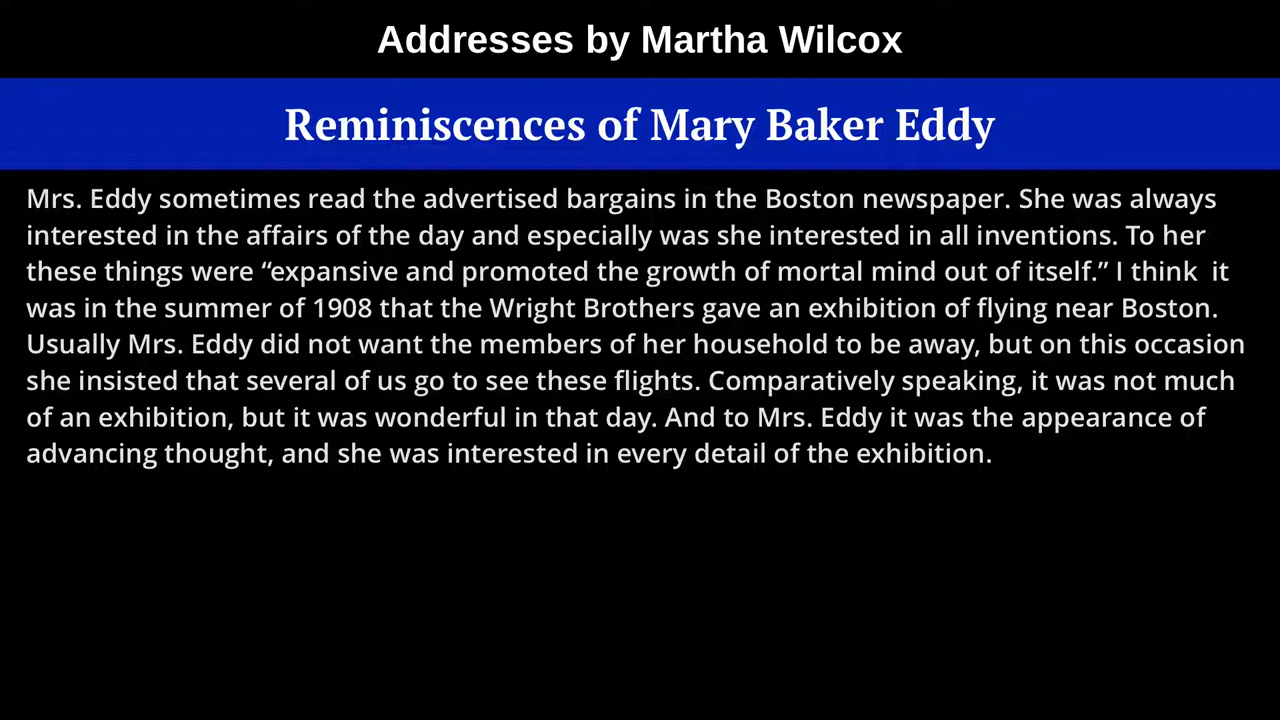 Addresses by Martha Wilcox
Reminiscences of Mary Baker Eddy
Mrs. Eddy sometimes read the advertised bargains in the Boston newspaper. She was always
interested in the affairs of the day and especially was she interested in all inventions. To her
these things were “expansive and promoted the growth of mortal mind out of itself.” I think  it
was in the summer of 1908 that the Wright Brothers gave an exhibition of flying near Boston.
Usually Mrs. Eddy did not want the members of her household to be away, but on this occasion
she insisted that several of us go to see these flights. Comparatively speaking, it was not much
of an exhibition, but it was wonderful in that day. And to Mrs. Eddy it was the appearance of
advancing thought, and she was interested in every detail of the exhibition.